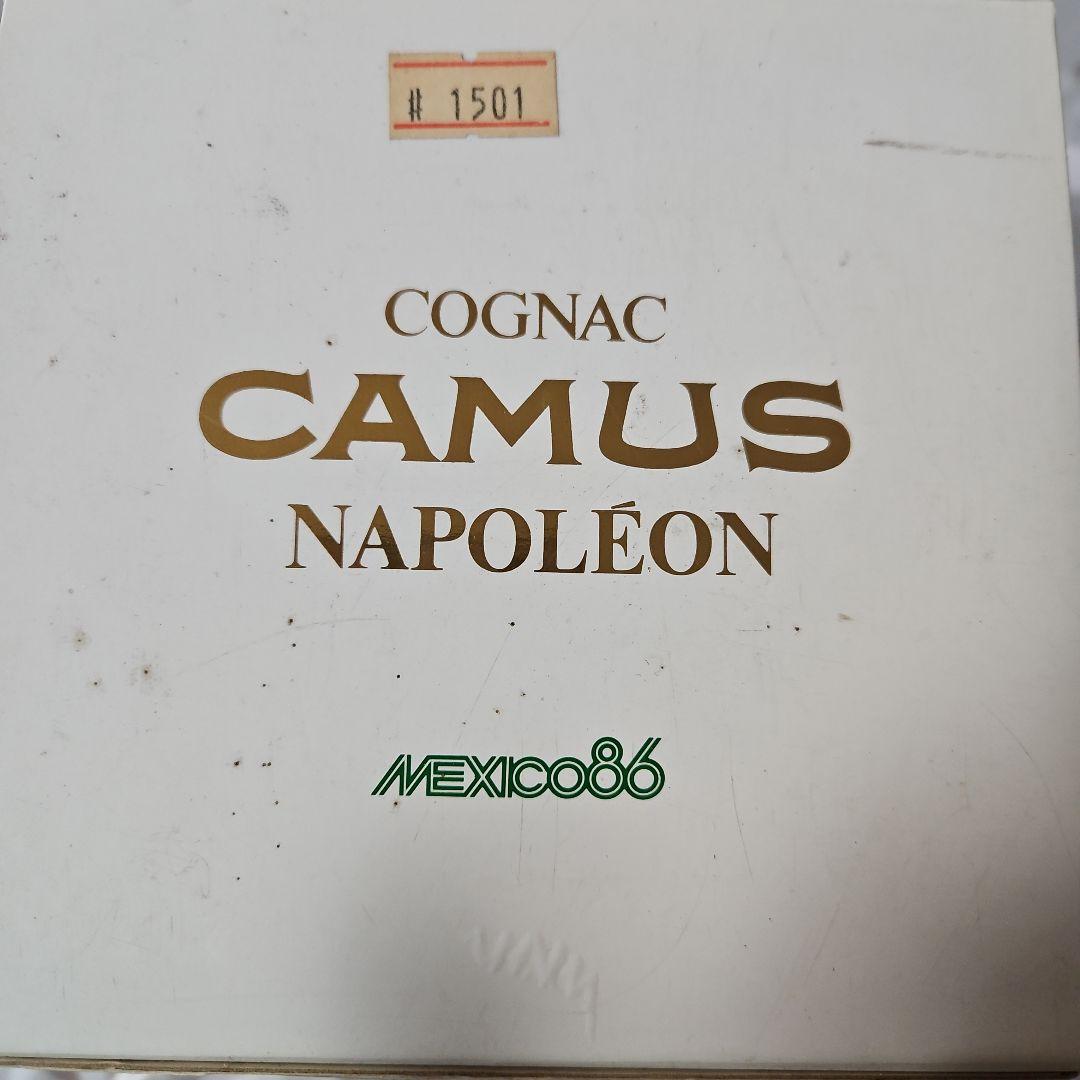 # 1501
COGNAC
CAMUS
NAPOLÉON
MEXICO86